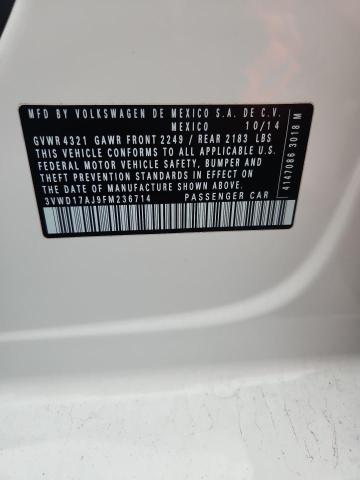 MFD BY VOLKSWAGEN DE MEXICO S.A. DE C.V.
MEXICO 10/14
GVWR 4321 GAWR FRONT 2249 / REAR 2183 LBS
THIS VEHICLE CONFORMS TO ALL APPLICABLE U.S.
FEDERAL MOTOR VEHICLE SAFETY, BUMPER AND
THEFT PREVENTION STANDARDS IN EFFECT ON THE
DATE OF MANUFACTURE SHOWN ABOVE.
3VWD17AJ9FM236714 PASSENGER CAR
4147086 3018 M